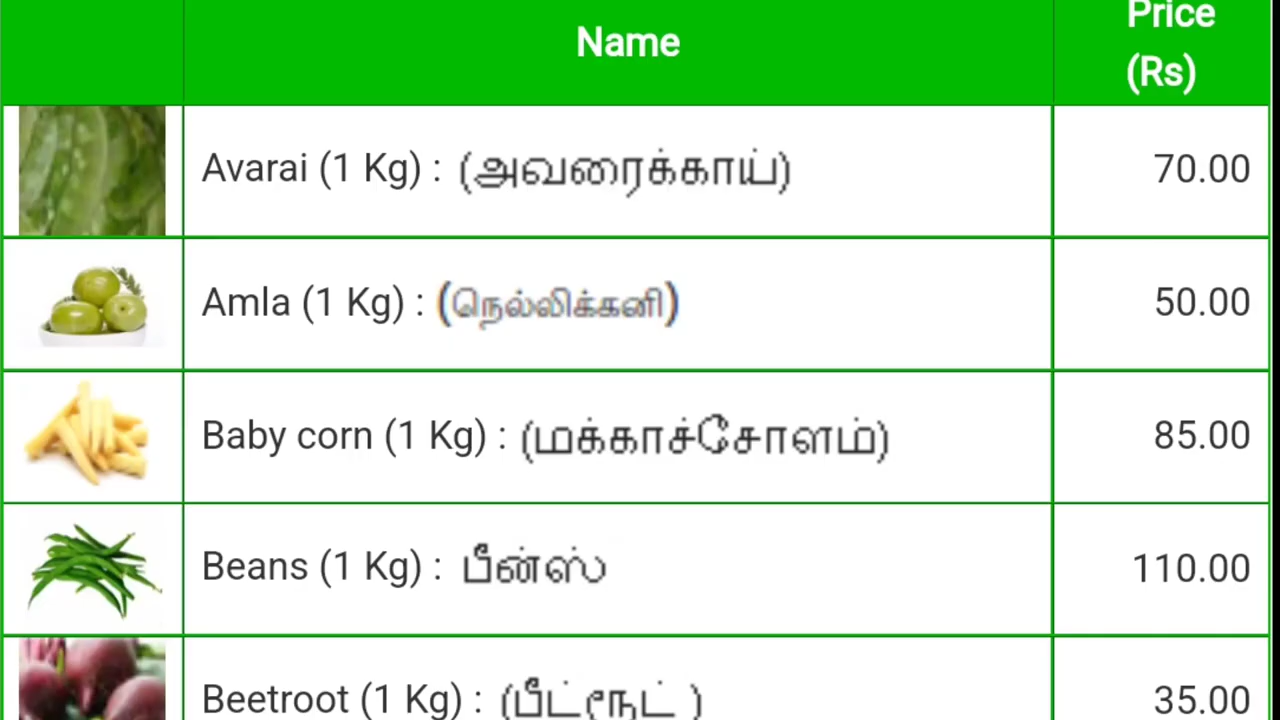 Name
Price
(Rs)
Avarai (1 Kg) : (அவரைக்காய்) 70.00
Amla (1 Kg) : (நெல்லிக்கனி) 50.00
Baby corn (1 Kg) : (மக்காச்சோளம்) 85.00
Beans (1 Kg) : பீன்ஸ் 110.00
Beetroot (1 Kg) : (பீட்ரூட் ) 35.00